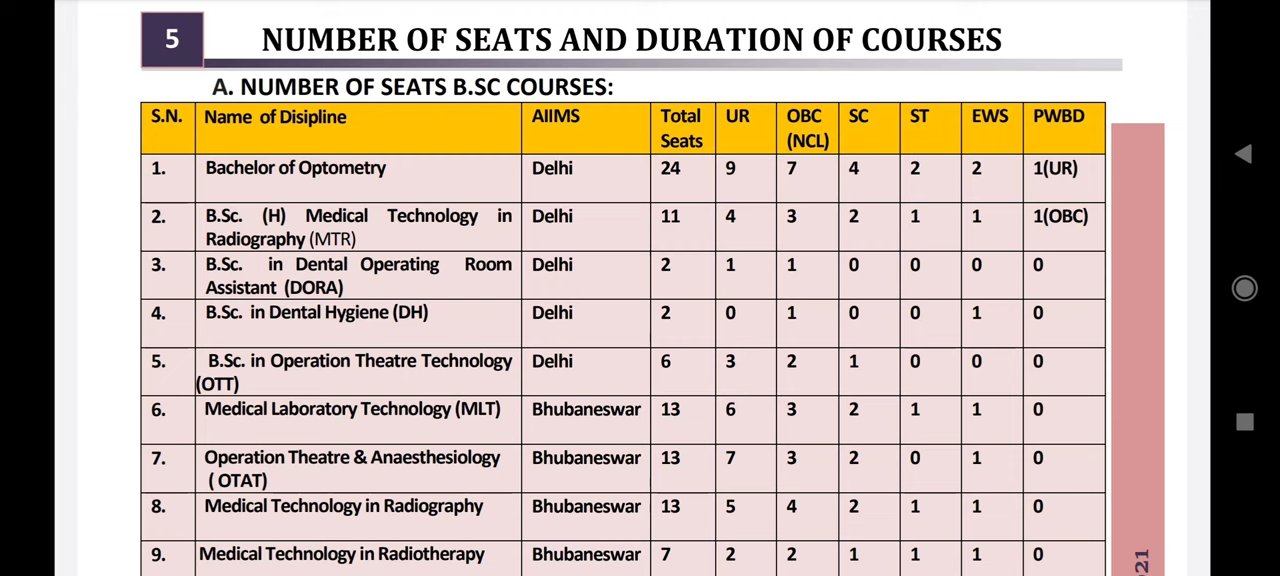 5 NUMBER OF SEATS AND DURATION OF COURSES
A. NUMBER OF SEATS B.SC COURSES:
S.N. Name of Disipline AIIMS Total Seats UR OBC (NCL) SC ST EWS PWBD
1. Bachelor of Optometry Delhi 24 9 7 4 2 2 1(UR)
2. B.Sc. (H) Medical Technology in Delhi 11 4 3 2 1 1 1(OBC)
Radiography (MTR)
3. B.Sc. in Dental Operating Room Delhi 2 1 1 0 0 0 0
Assistant (DORA)
4. B.Sc. in Dental Hygiene (DH) Delhi 2 0 1 0 0 1 0
5. B.Sc. in Operation Theatre Technology Delhi 6 3 2 1 0 0 0
(OTT)
6. Medical Laboratory Technology (MLT) Bhubaneswar 13 6 3 2 1 1 0
7. Operation Theatre & Anaesthesiology Bhubaneswar 13 7 3 2 0 1 0
( OTAT)
8. Medical Technology in Radiography Bhubaneswar 13 5 4 2 1 1 0
9. Medical Technology in Radiotherapy Bhubaneswar 7 2 2 1 1 1 0
21